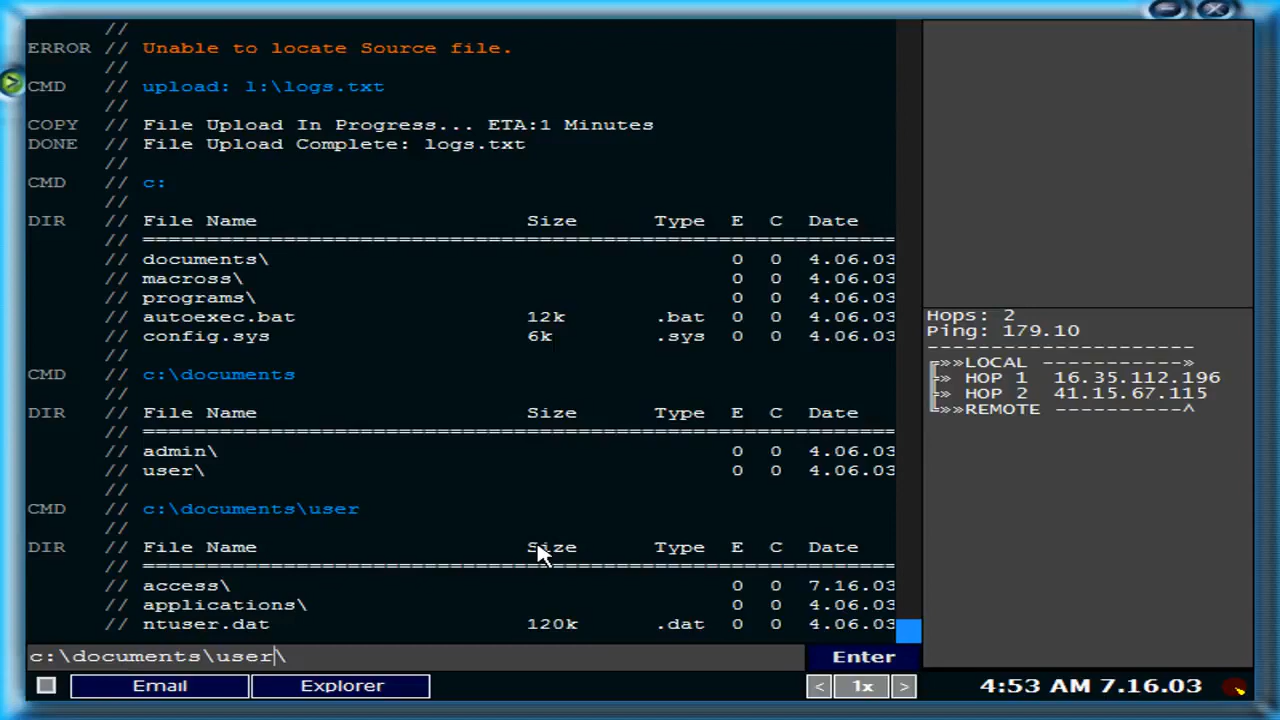 //
ERROR // Unable to locate Source file.
//
CMD // upload: l:\logs.txt
//
COPY // File Upload In Progress... ETA:1 Minutes
DONE // File Upload Complete: logs.txt
//
CMD // c:
//
DIR // File Name Size Type E C Date
// ===========================================================
// documents\ 0 0 4.06.03
// macross\ 0 0 4.06.03
// programs\ 0 0 4.06.03
// autoexec.bat 12k .bat 0 0 4.06.03
// config.sys 6k .sys 0 0 4.06.03
//
CMD // c:\documents
//
DIR // File Name Size Type E C Date
// ===========================================================
// admin\ 0 0 4.06.03
// user\ 0 0 4.06.03
//
CMD // c:\documents\user
//
DIR // File Name Size Type E C Date
// ===========================================================
// access\ 0 0 7.16.03
// applications\ 0 0 4.06.03
// ntuser.dat 120k .dat 0 0 4.06.03
c:\documents\user\
Enter
Email
Explorer
< 1x >
4:53 AM 7.16.03
Hops: 2
Ping: 179.10
-----------------------
╔»»LOCAL ------------»
╠» HOP 1 16.35.112.196
╠» HOP 2 41.15.67.115
╚»»REMOTE ----------^